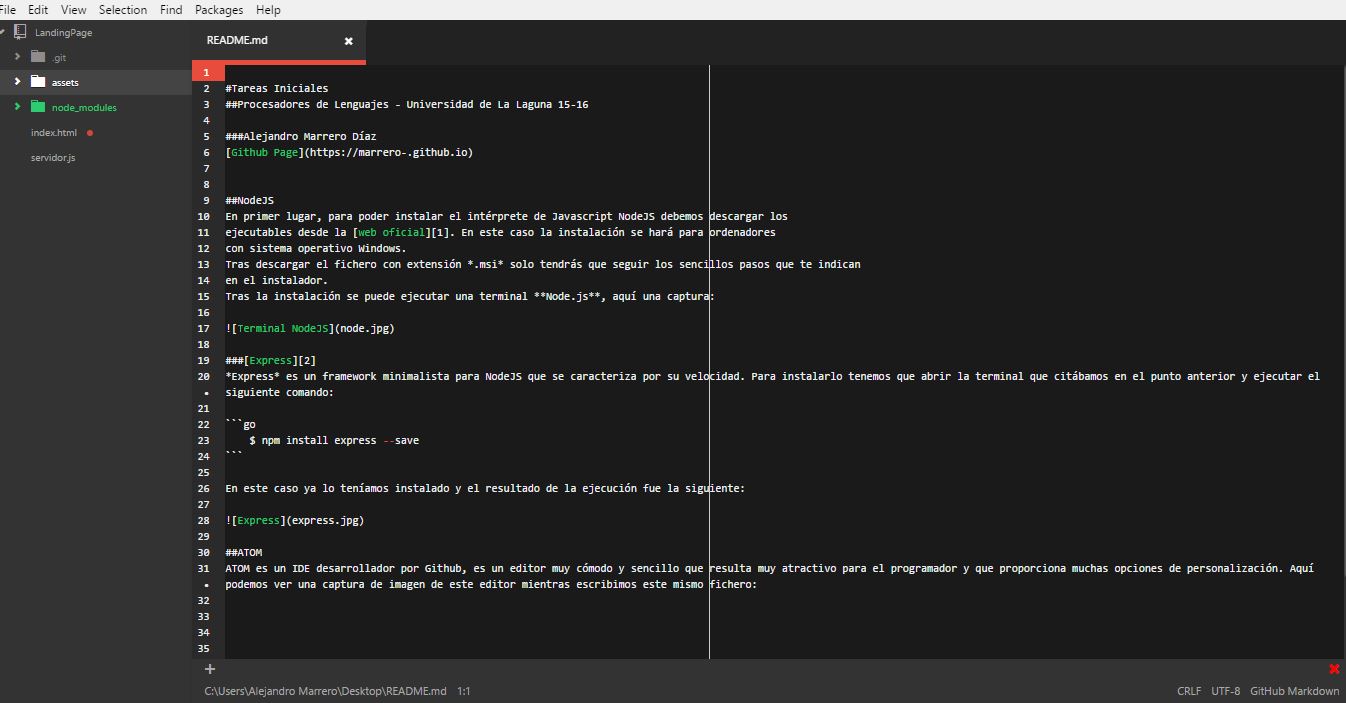 File Edit View Selection Find Packages Help
LandingPage
.git
assets
node_modules
index.html
servidor.js
README.md
1
2 #Tareas Iniciales
3 ##Procesadores de Lenguajes - Universidad de La Laguna 15-16
4
5 ###Alejandro Marrero Díaz
6 [Github Page](https://marrero-.github.io)
7
8
9 ##NodeJS
10 En primer lugar, para poder instalar el intérprete de Javascript NodeJS debemos descargar los
11 ejecutables desde la [web oficial][1]. En este caso la instalación se hará para ordenadores
12 con sistema operativo Windows.
13 Tras descargar el fichero con extensión *.msi* solo tendrás que seguir los sencillos pasos que te indican
14 en el instalador.
15 Tras la instalación se puede ejecutar una terminal **Node.js**, aquí una captura:
16
17 ![Terminal NodeJS](node.jpg)
18
19 ###[Express][2]
20 *Express* es un framework minimalista para NodeJS que se caracteriza por su velocidad. Para instalarlo tenemos que abrir la terminal que citábamos en el punto anterior y ejecutar el
• siguiente comando:
21
22 ```go
23     $ npm install express --save
24 ```
25
26 En este caso ya lo teníamos instalado y el resultado de la ejecución fue la siguiente:
27
28 ![Express](express.jpg)
29
30 ##ATOM
31 ATOM es un IDE desarrollador por Github, es un editor muy cómodo y sencillo que resulta muy atractivo para el programador y que proporciona muchas opciones de personalización. Aquí
• podemos ver una captura de imagen de este editor mientras escribimos este mismo fichero:
32
33
34
35
C:\Users\Alejandro Marrero\Desktop\README.md 1:1 CRLF UTF-8 GitHub Markdown